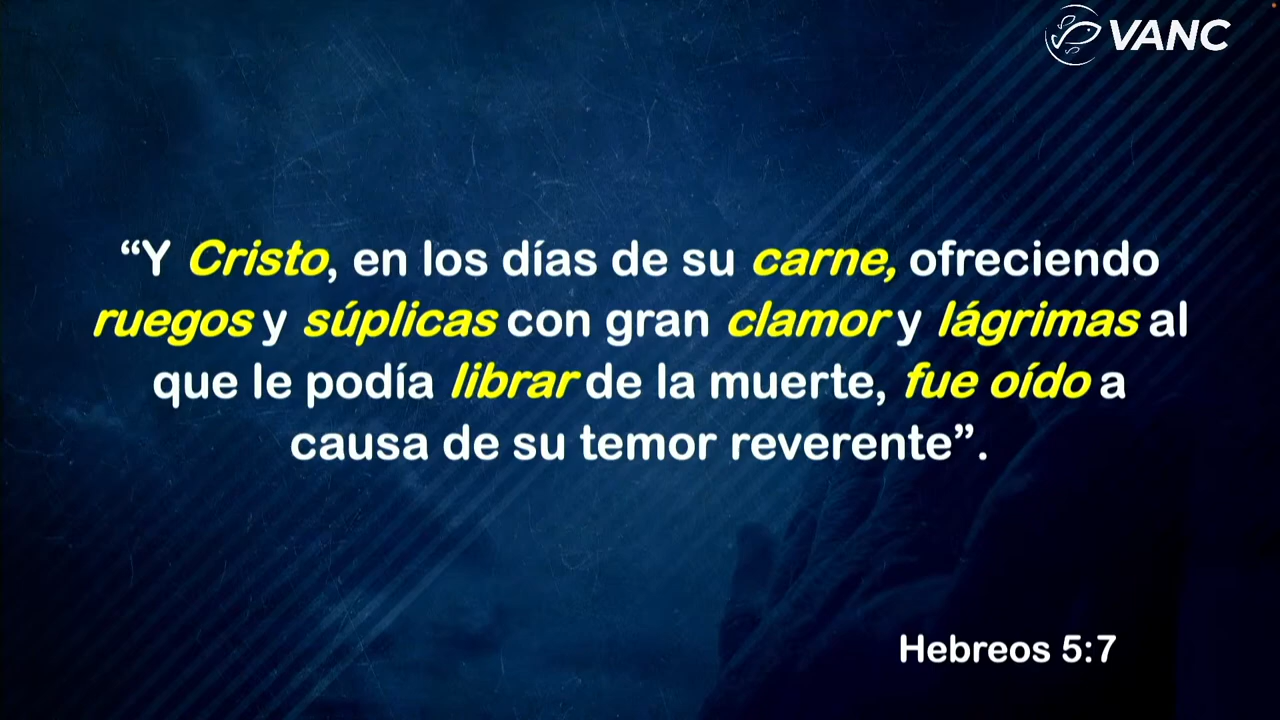 VANC
“Y Cristo, en los días de su carne, ofreciendo
ruegos y súplicas con gran clamor y lágrimas al
que le podía librar de la muerte, fue oído a
causa de su temor reverente”.
Hebreos 5:7